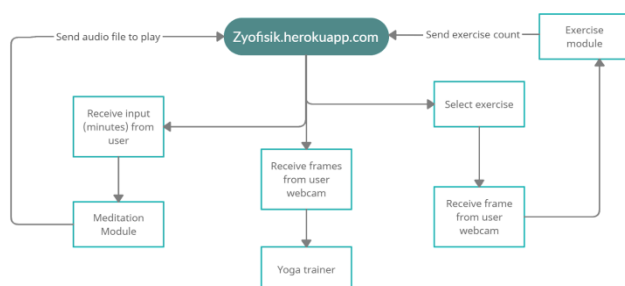 Send audio file to play
Zyofisik.herokuapp.com
Send exercise count
Exercise
module
Receive input
(minutes) from
user
Select exercise
Receive frames
from user
webcam
Meditation
Module
Receive frame
from user
webcam
Yoga trainer